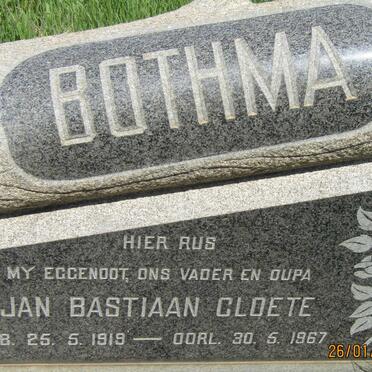 BOTHMA
HIER RUS
MY EGGENOOT, ONS VADER EN OUPA
JAN BASTIAAN CLOETE
B. 25. 5. 1919 — OORL. 30. 5. 1967
26/01